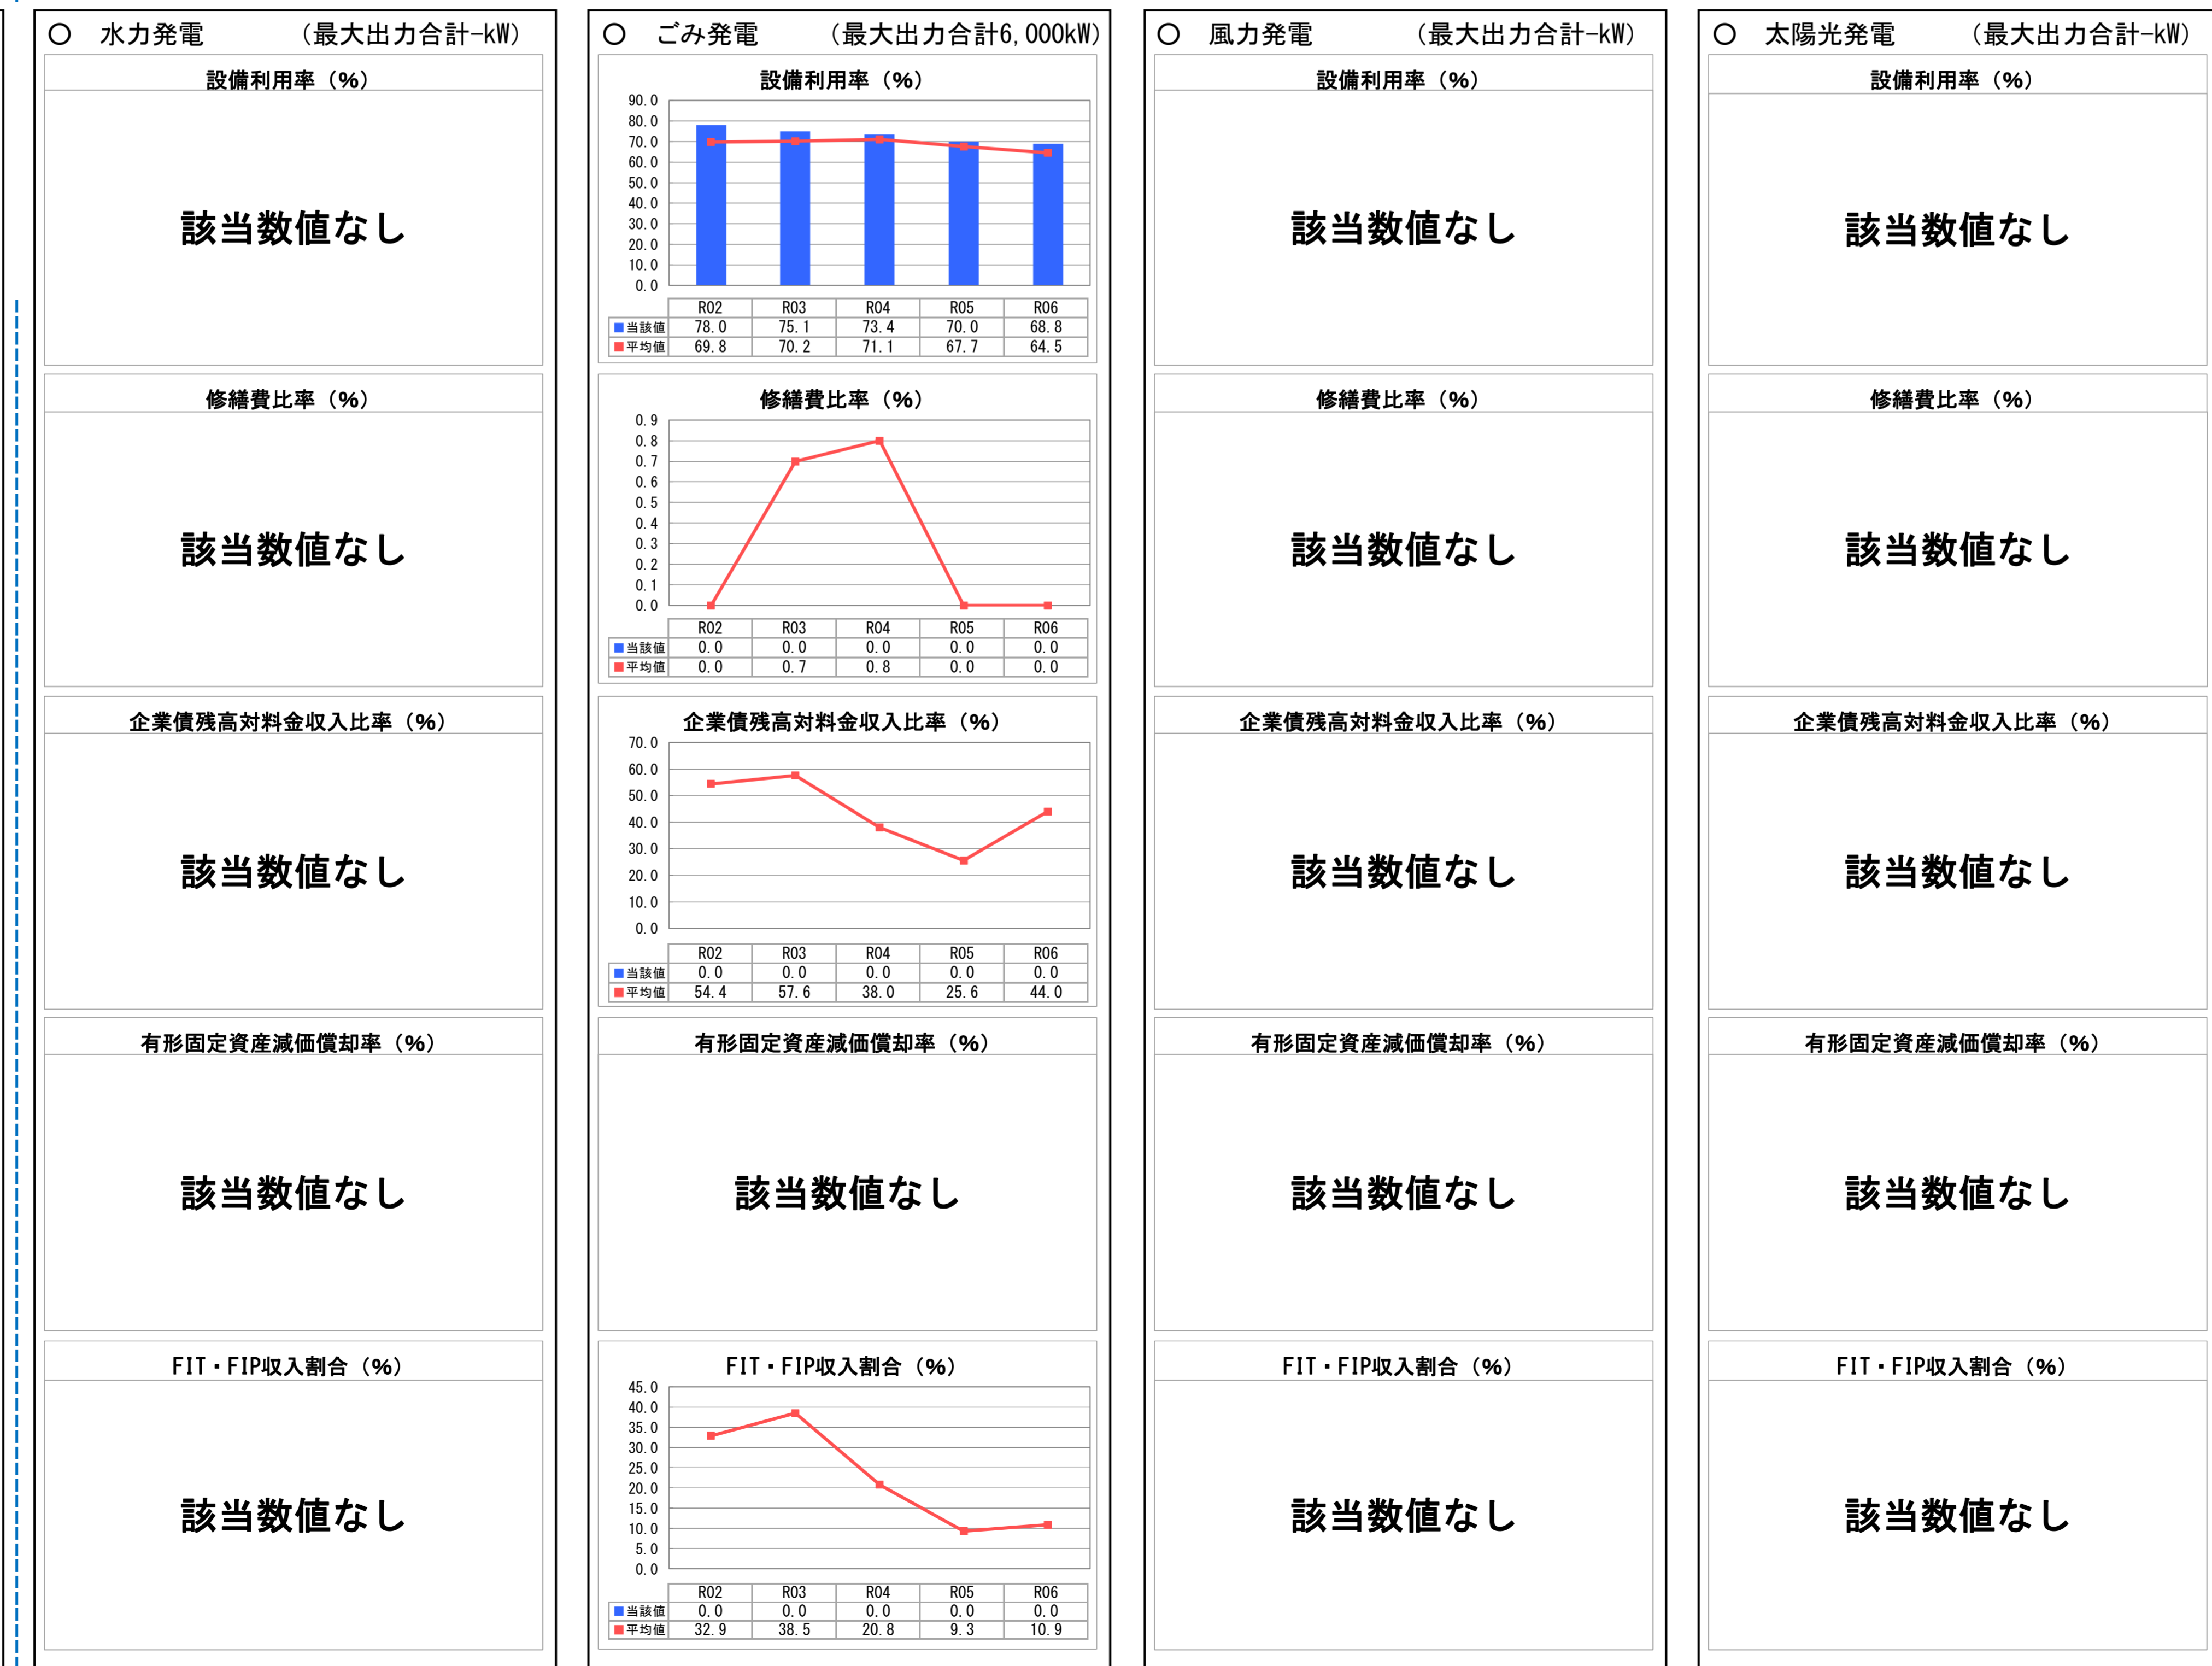 ○ 水力発電 （最大出力合計-kW）
設備利用率（%）
該当数値なし
修繕費比率（%）
該当数値なし
企業債残高対料金収入比率（%）
該当数値なし
有形固定資産減価償却率（%）
該当数値なし
FIT・FIP収入割合（%）
該当数値なし
○ ごみ発電 （最大出力合計6,000kW）
設備利用率（%）
90.0
80.0
70.0
60.0
50.0
40.0
30.0
20.0
10.0
0.0
R02 R03 R04 R05 R06
当該値 78.0 75.1 73.4 70.0 68.8
平均値 69.8 70.2 71.1 67.7 64.5
修繕費比率（%）
0.9
0.8
0.7
0.6
0.5
0.4
0.3
0.2
0.1
0.0
R02 R03 R04 R05 R06
当該値 0.0 0.0 0.0 0.0 0.0
平均値 0.0 0.7 0.8 0.0 0.0
企業債残高対料金収入比率（%）
70.0
60.0
50.0
40.0
30.0
20.0
10.0
0.0
R02 R03 R04 R05 R06
当該値 0.0 0.0 0.0 0.0 0.0
平均値 54.4 57.6 38.0 25.6 44.0
有形固定資産減価償却率（%）
該当数値なし
FIT・FIP収入割合（%）
45.0
40.0
35.0
30.0
25.0
20.0
15.0
10.0
5.0
0.0
R02 R03 R04 R05 R06
当該値 0.0 0.0 0.0 0.0 0.0
平均値 32.9 38.5 20.8 9.3 10.9
○ 風力発電 （最大出力合計-kW）
設備利用率（%）
該当数値なし
修繕費比率（%）
該当数値なし
企業債残高対料金収入比率（%）
該当数値なし
有形固定資産減価償却率（%）
該当数値なし
FIT・FIP収入割合（%）
該当数値なし
○ 太陽光発電 （最大出力合計-kW）
設備利用率（%）
該当数値なし
修繕費比率（%）
該当数値なし
企業債残高対料金収入比率（%）
該当数値なし
有形固定資産減価償却率（%）
該当数値なし
FIT・FIP収入割合（%）
該当数値なし